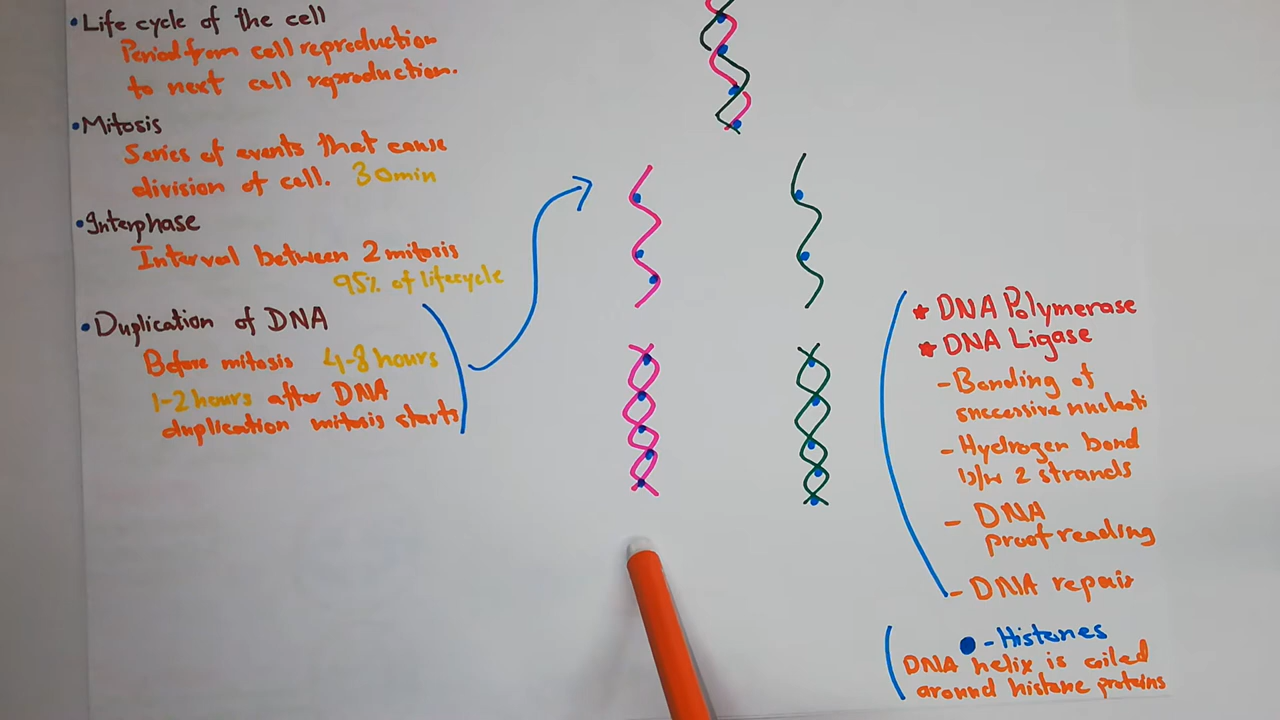 • Life cycle of the cell
Period from cell reproduction
to next cell reproduction.
• Mitosis
Series of events that cause
division of cell. 30min
• Interphase
Interval between 2 mitosis
95% of lifecycle
• Duplication of DNA
Before mitosis 4-8 hours
1-2 hours after DNA
duplication mitosis starts
* DNA Polymerase
* DNA Ligase
- Bonding of
successive nucleoti
- Hydrogen bond
b/w 2 strands
- DNA
proof reading
- DNA repair
- Histones
DNA helix is coiled
around histone proteins